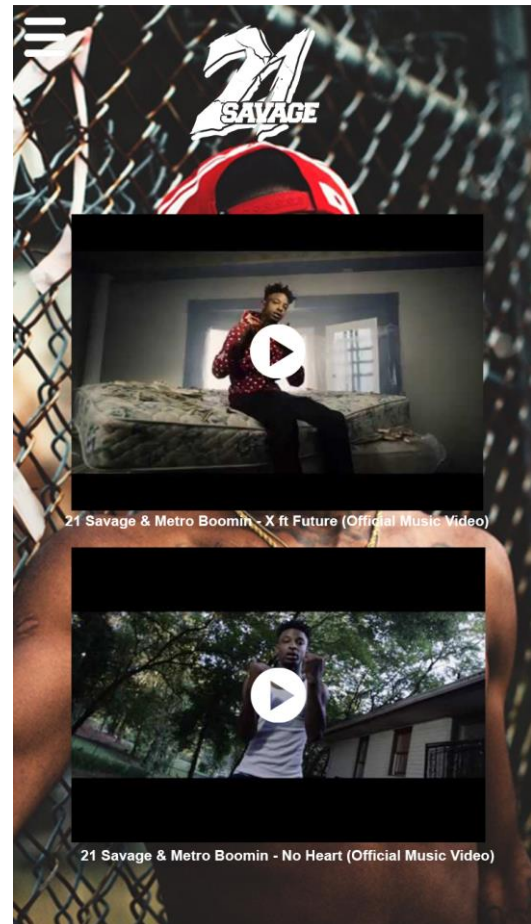 21
SAVAGE
21 Savage & Metro Boomin - X ft Future (Official Music Video)
21 Savage & Metro Boomin - No Heart (Official Music Video)